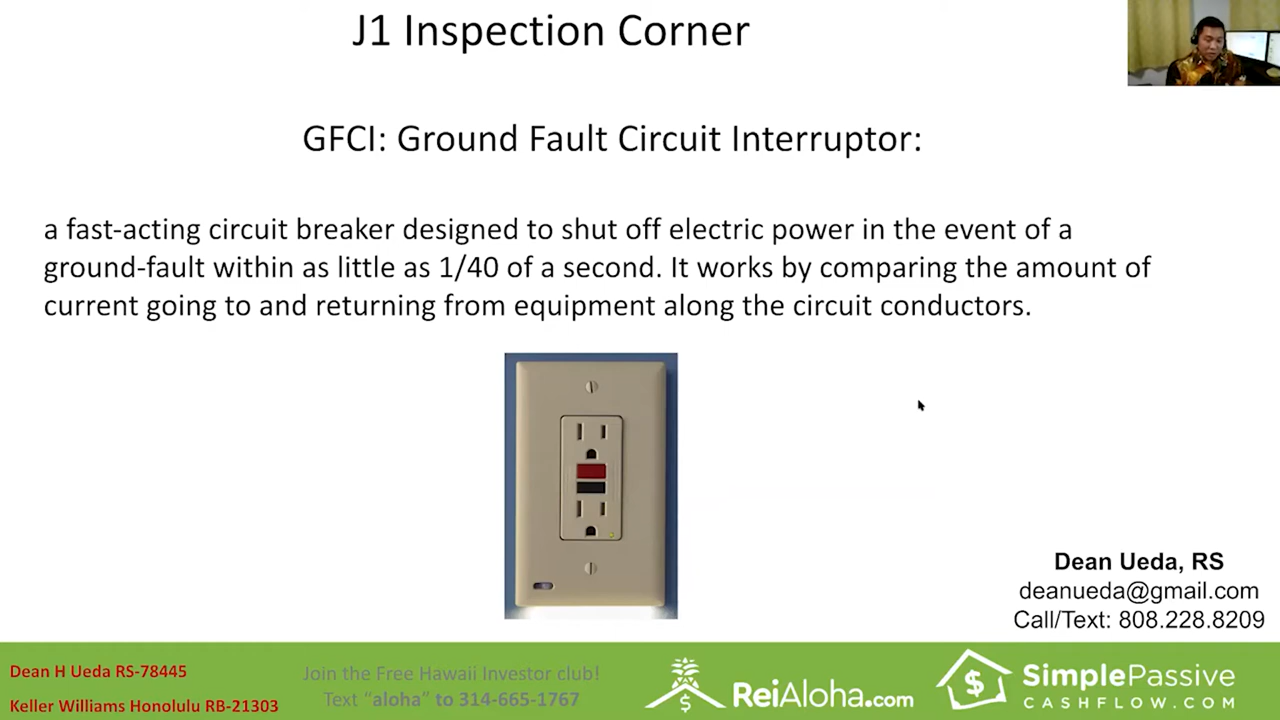 J1 Inspection Corner
GFCI: Ground Fault Circuit Interruptor:
a fast-acting circuit breaker designed to shut off electric power in the event of a
ground-fault within as little as 1/40 of a second. It works by comparing the amount of
current going to and returning from equipment along the circuit conductors.
Dean Ueda, RS
deanueda@gmail.com
Call/Text: 808.228.8209
Dean H Ueda RS-78445
Keller Williams Honolulu RB-21303
Join the Free Hawaii Investor club!
Text “aloha” to 314-665-1767
ReiAloha.com
SimplePassive
CASHFLOW.COM